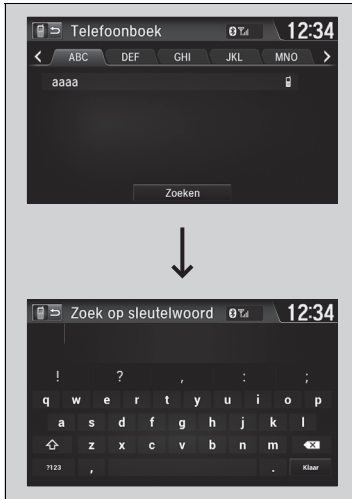 Telefoonboek 12:34
ABC DEF GHI JKL MNO
aaaa
Zoeken
Zoek op sleutelwoord 12:34
! ? , : ;
q w e r t y u i o p
a s d f g h j k l
z x c v b n m
?123 , . Klaar